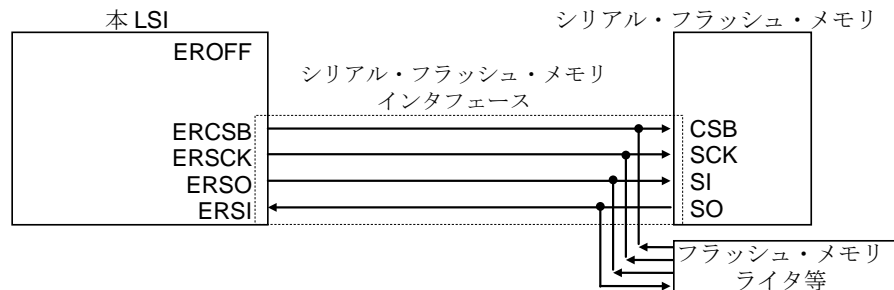 本 LSI
シリアル・フラッシュ・メモリ
EROFF
シリアル・フラッシュ・メモリ
インタフェース
ERCSB
CSB
ERSCK
SCK
ERSO
SI
ERSI
SO
フラッシュ・メモリ
ライタ等